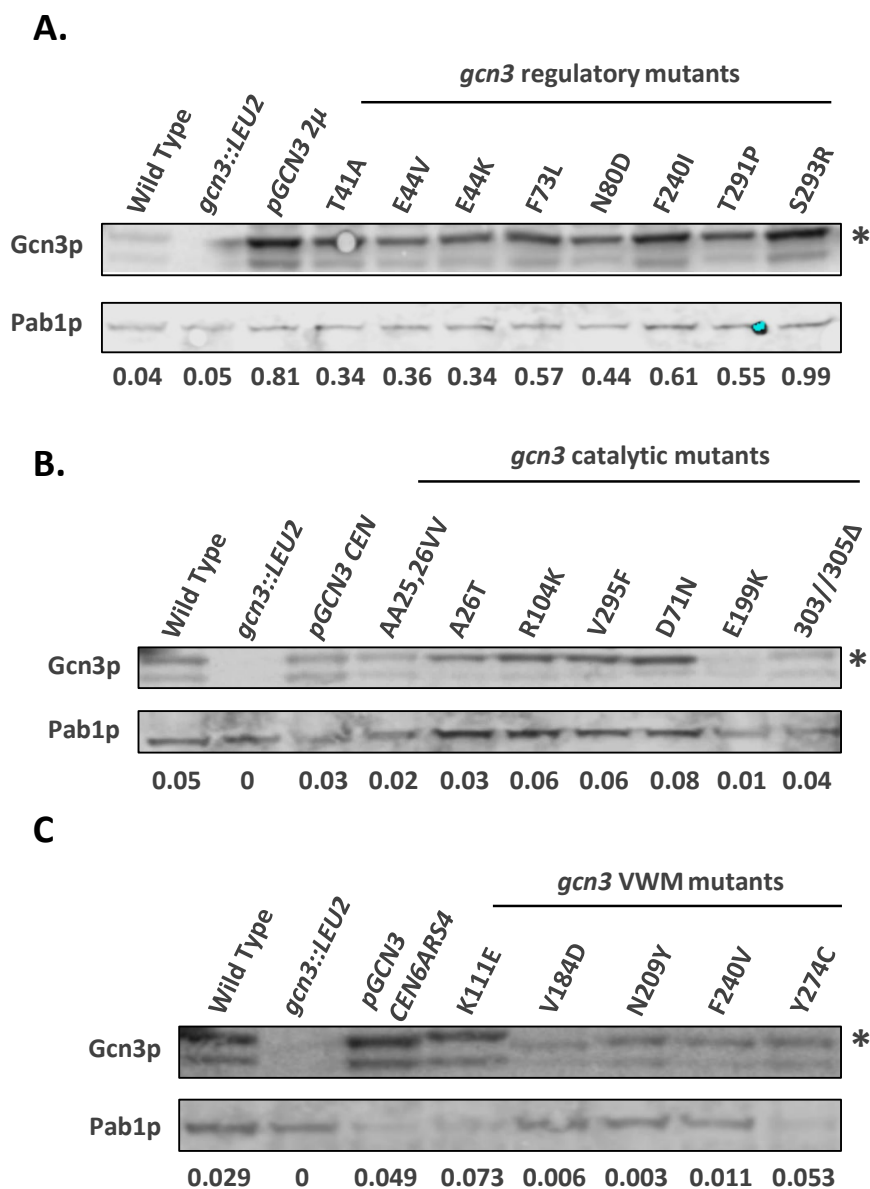 A.
gcn3 regulatory mutants
Wild Type gcn3::LEU2 pGCN3 2µ T41A E44V E44K F73L N80D F240I T291P S293R
Gcn3p *
Pab1p
0.04 0.05 0.81 0.34 0.36 0.34 0.57 0.44 0.61 0.55 0.99
B.
gcn3 catalytic mutants
Wild Type gcn3::LEU2 pGCN3 CEN AA25,26VV A26T R104K V295F D71N E199K 303//305Δ
Gcn3p *
Pab1p
0.05 0 0.03 0.02 0.03 0.06 0.06 0.08 0.01 0.04
C
gcn3 VWM mutants
Wild Type gcn3::LEU2 pGCN3 CEN6ARS4 K111E V184D N209Y F240V Y274C
Gcn3p *
Pab1p
0.029 0 0.049 0.073 0.006 0.003 0.011 0.053